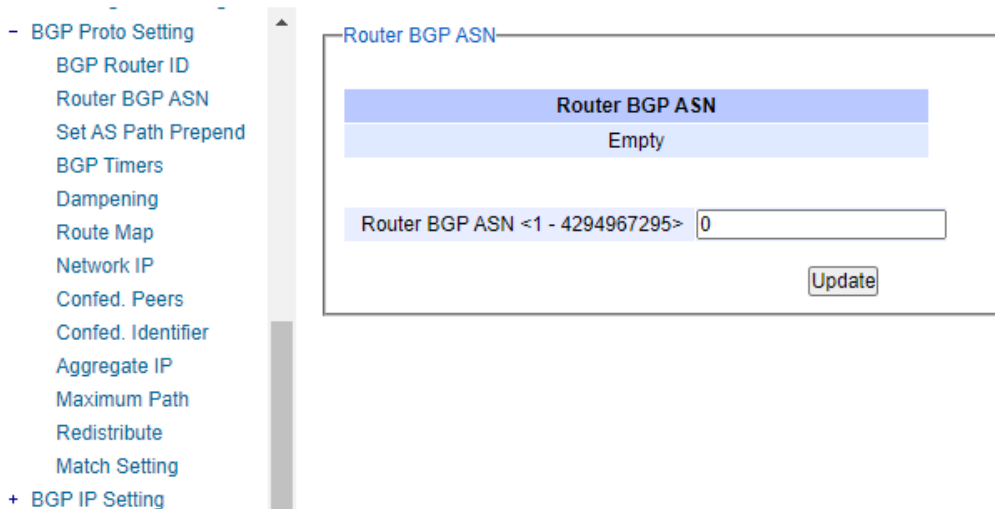 - BGP Proto Setting
BGP Router ID
Router BGP ASN
Set AS Path Prepend
BGP Timers
Dampening
Route Map
Network IP
Confed. Peers
Confed. Identifier
Aggregate IP
Maximum Path
Redistribute
Match Setting
+ BGP IP Setting
Router BGP ASN
Router BGP ASN
Empty
Router BGP ASN <1 - 4294967295> 0
Update